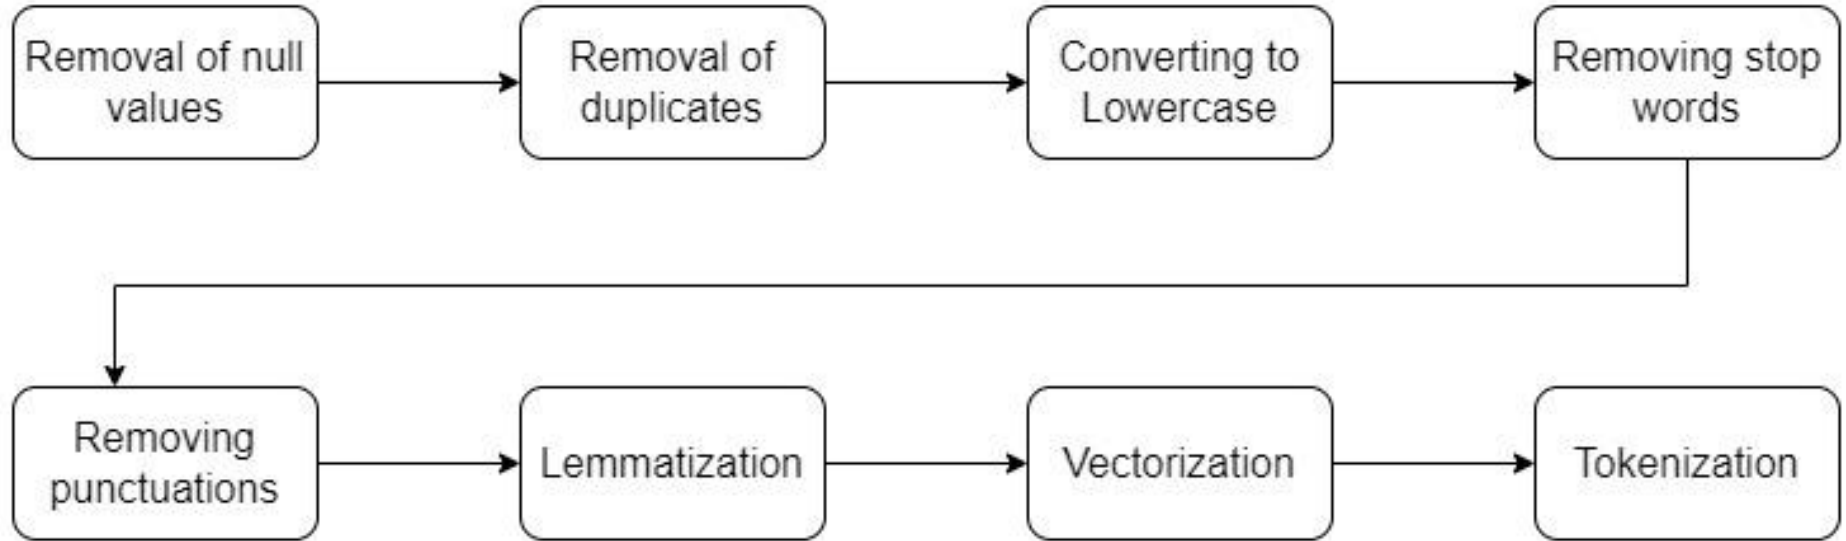 Removal of null
values
Removal of
duplicates
Converting to
Lowercase
Removing stop
words
Removing
punctuations
Lemmatization
Vectorization
Tokenization